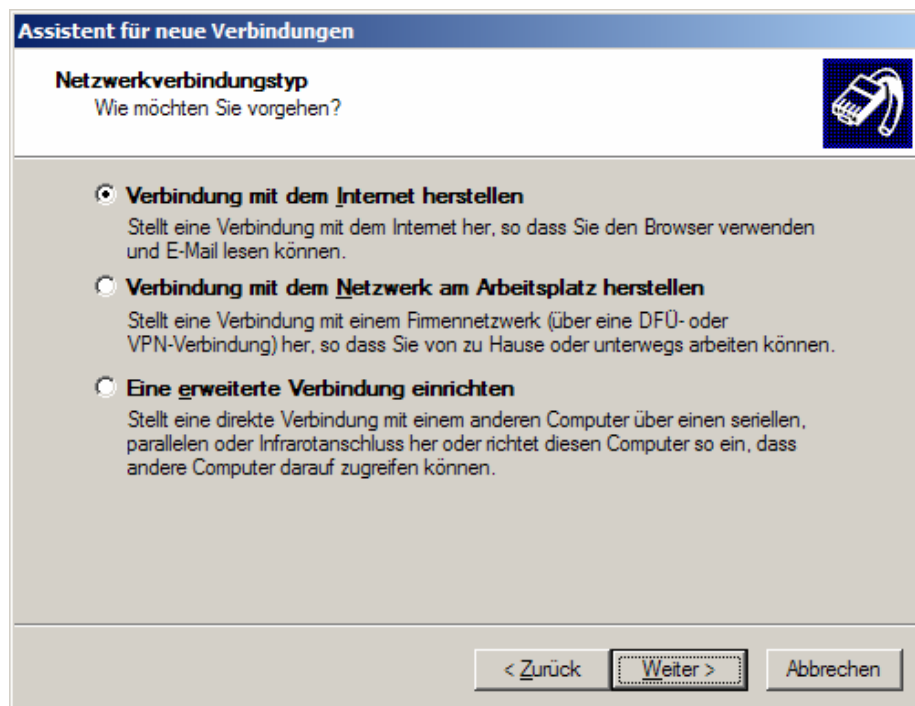 Assistent für neue Verbindungen
Netzwerkverbindungstyp
Wie möchten Sie vorgehen?
Verbindung mit dem Internet herstellen
Stellt eine Verbindung mit dem Internet her, so dass Sie den Browser verwenden
und E-Mail lesen können.
Verbindung mit dem Netzwerk am Arbeitsplatz herstellen
Stellt eine Verbindung mit einem Firmennetzwerk (über eine DFÜ- oder
VPN-Verbindung) her, so dass Sie von zu Hause oder unterwegs arbeiten können.
Eine erweiterte Verbindung einrichten
Stellt eine direkte Verbindung mit einem anderen Computer über einen seriellen,
parallelen oder Infrarotanschluss her oder richtet diesen Computer so ein, dass
andere Computer darauf zugreifen können.
< Zurück Weiter > Abbrechen